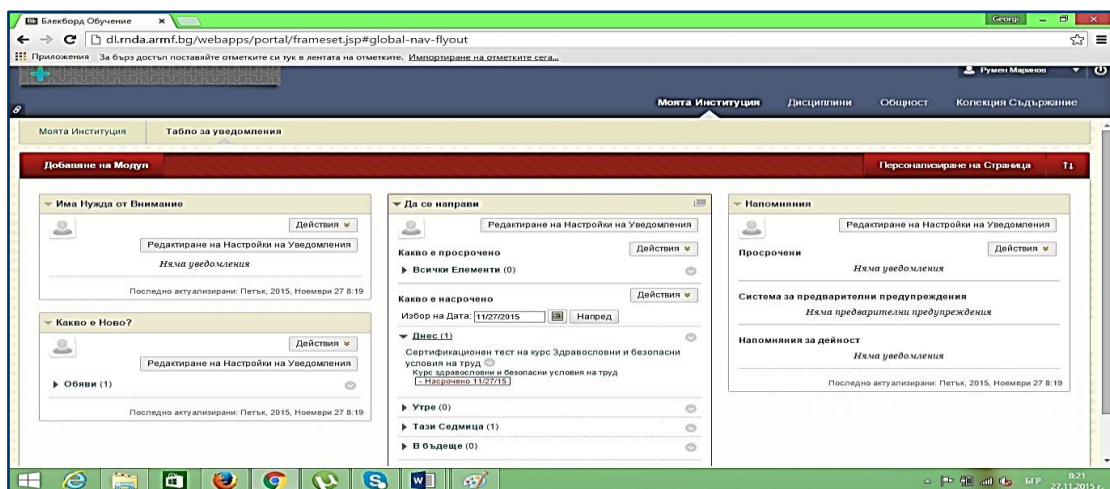 Блекборд Обучение
Georgi
dl.rnda.armf.bg/webapps/portal/frameset.jsp#global-nav-flyout
Приложения За бърз достъп поставяйте отметките си тук в лентата на отметките. Импортиране на отметките сега...
Румен Маринов
Моята Институция Дисциплини Общност Колекция Съдържание
Моята Институция Табло за уведомления
Добавяне на Модул Персонализиране на Страница
Има Нужда от Внимание
Действия
Редактиране на Настройки на Уведомления
Няма уведомления
Последно актуализирани: Петък, 2015, Ноември 27 8:19
Какво е Ново?
Действия
Редактиране на Настройки на Уведомления
Обяви (1)
Последно актуализирани: Петък, 2015, Ноември 27 8:19
Да се направи
Редактиране на Настройки на Уведомления
Какво е просрочено Действия
Всички Елементи (0)
Какво е насрочено Действия
Избор на Дата: 11/27/2015 Напред
Днес (1)
Сертификационен тест на курс Здравословни и безопасни
условия на труд
Курс здравословни и безопасни условия на труд
- Насрочено 11/27/15
Утре (0)
Тази Седмица (1)
В бъдеще (0)
Напомняния
Редактиране на Настройки на Уведомления
Просрочени Действия
Няма уведомления
Система за предварителни предупреждения
Няма предварителни предупреждения
Напомняния за дейност
Няма уведомления
Последно актуализирани: Петък, 2015, Ноември 27 8:19
БГР 8:21
27.11.2015 г.